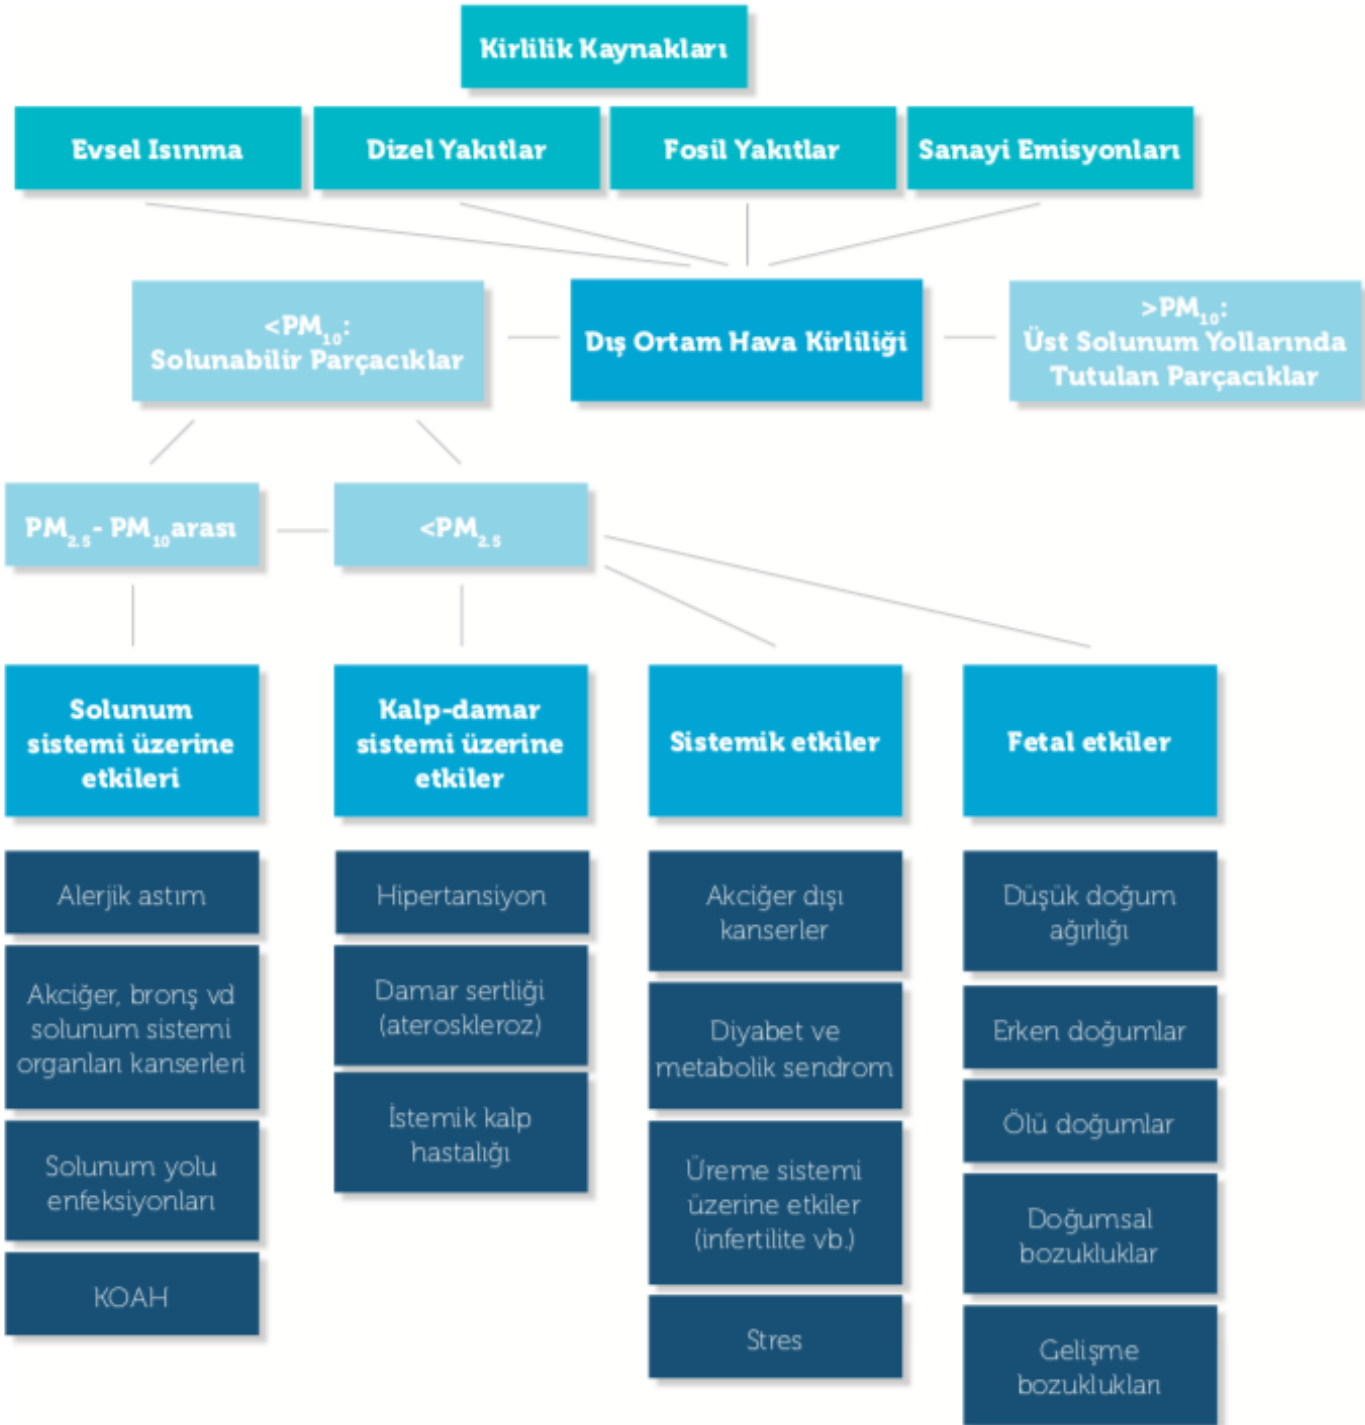 Kirlilik Kaynakları
Evsel Isınma
Dizel Yakıtlar
Fosil Yakıtlar
Sanayi Emisyonları
<PM10:
Solunabilir Parçacıklar
Dış Ortam Hava Kirliliği
>PM10:
Üst Solunum Yollarında
Tutulan Parçacıklar
PM2.5- PM10arası
<PM2.5
Solunum
sistemi üzerine
etkileri
Kalp-damar
sistemi üzerine
etkiler
Sistemik etkiler
Fetal etkiler
Alerjik astım
Akciğer, bronş vd
solunum sistemi
organları kanserleri
Solunum yolu
enfeksiyonları
KOAH
Hipertansiyon
Damar sertliği
(ateroskleroz)
İstemik kalp
hastalığı
Akciğer dışı
kanserler
Diyabet ve
metabolik sendrom
Üreme sistemi
üzerine etkiler
(infertilite vb.)
Stres
Düşük doğum
ağırlığı
Erken doğumlar
Ölü doğumlar
Doğumsal
bozukluklar
Gelişme
bozuklukları